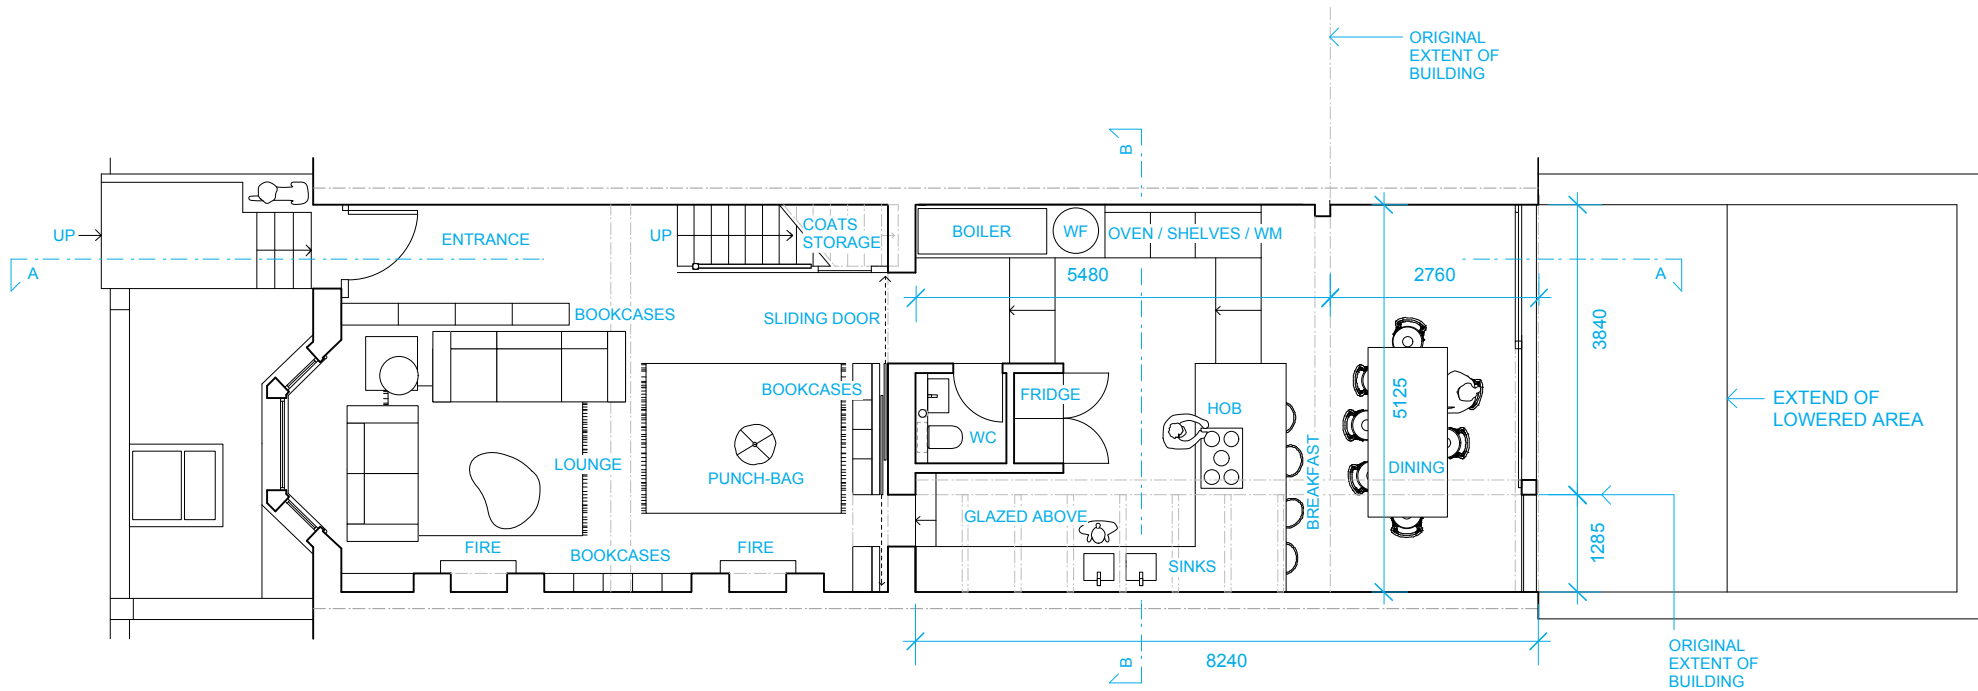 ORIGINAL
EXTENT OF
BUILDING
B
UP
ENTRANCE
UP
COATS
STORAGE
BOILER
WF
OVEN / SHELVES / WM
A
5480
2760
A
BOOKCASES
SLIDING DOOR
3840
BOOKCASES
FRIDGE
HOB
5125
EXTEND OF
LOWERED AREA
WC
LOUNGE
PUNCH-BAG
BREAKFAST
DINING
GLAZED ABOVE
FIRE
BOOKCASES
FIRE
SINKS
1285
B
8240
ORIGINAL
EXTENT OF
BUILDING